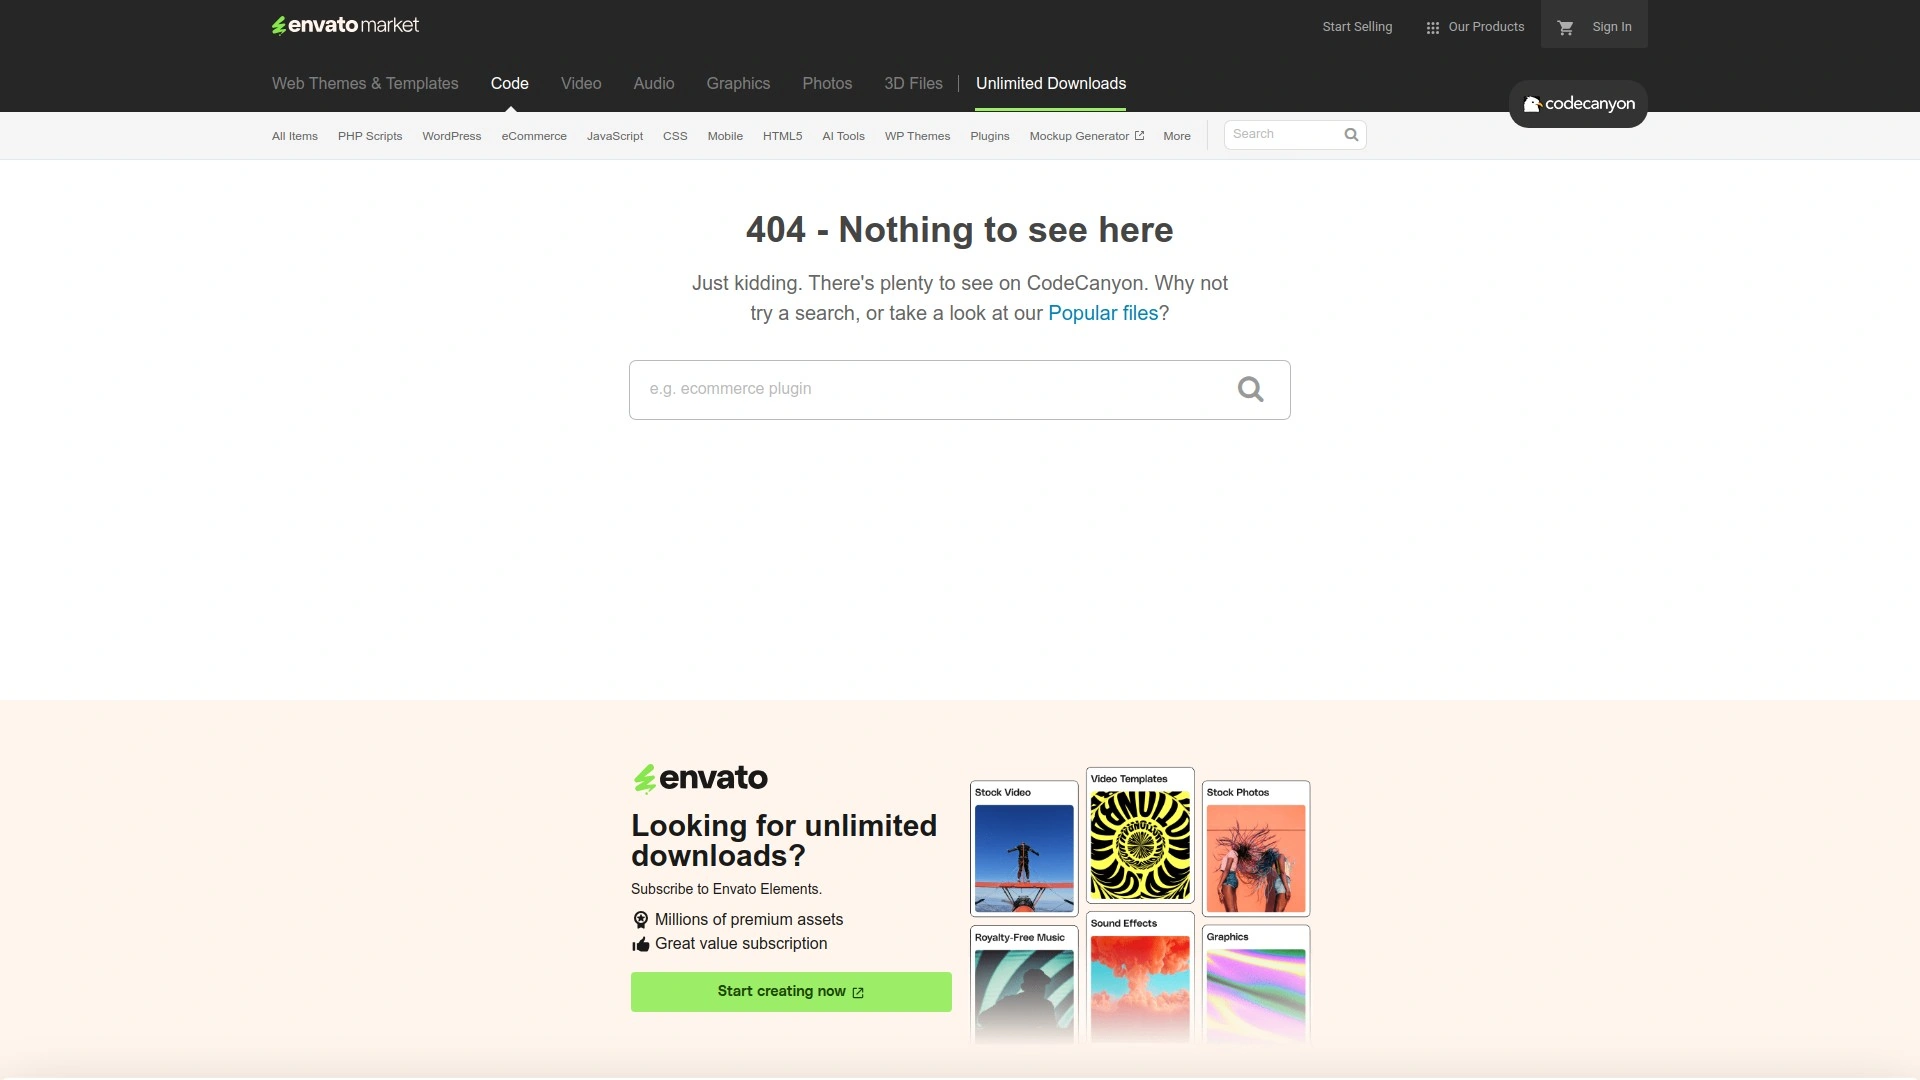 envato market
Start Selling
Our Products
Sign In
Web Themes & Templates
Code
Video
Audio
Graphics
Photos
3D Files
Unlimited Downloads
codecanyon
All Items
PHP Scripts
WordPress
eCommerce
JavaScript
CSS
Mobile
HTML5
AI Tools
WP Themes
Plugins
Mockup Generator
More
Search
404 - Nothing to see here
Just kidding. There's plenty to see on CodeCanyon. Why not
try a search, or take a look at our Popular files?
e.g. ecommerce plugin
envato
Looking for unlimited
downloads?
Subscribe to Envato Elements.
Millions of premium assets
Great value subscription
Start creating now
Stock Video
Video Templates
Stock Photos
Royalty-Free Music
Sound Effects
Graphics